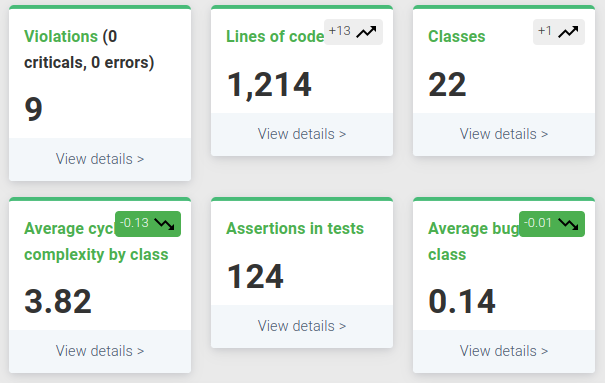 Violations (0
criticals, 0 errors)
9
View details >
Lines of code
+13
1,214
View details >
Classes
+1
22
View details >
Average cyc
-0.13
complexity by class
3.82
View details >
Assertions in tests
124
View details >
Average bug
-0.01
class
0.14
View details >